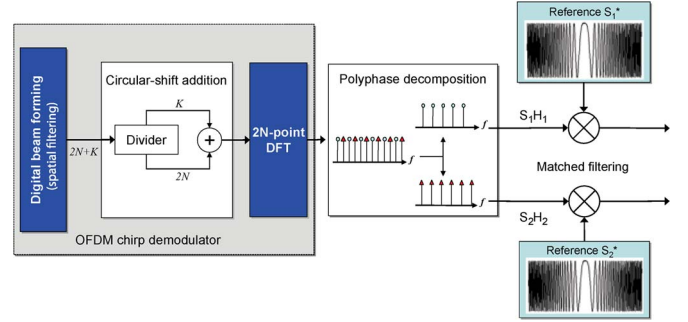 Reference S₁*
Digital beam forming
(spatial filtering)
2N+K
Circular-shift addition
K
Divider
+
2N
2N-point
DFT
OFDM chirp demodulator
Polyphase decomposition
f
f
f
S₁H₁
Matched filtering
S₂H₂
Reference S₂*